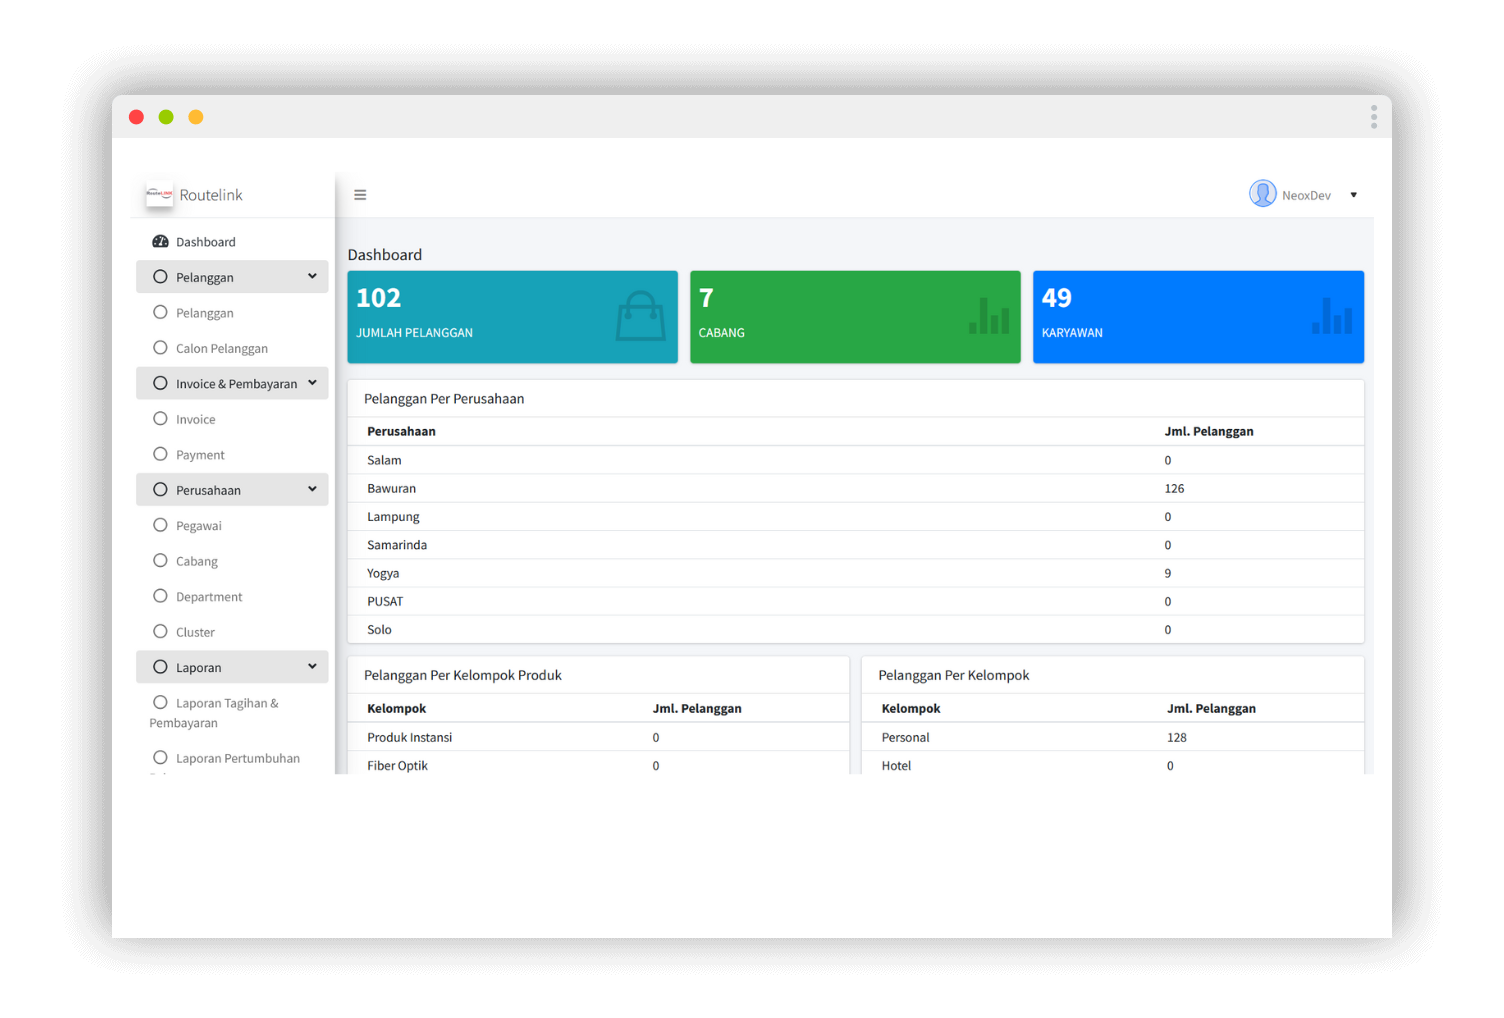 RouteLINK
Routelink
NeoxDev
Dashboard
Pelanggan
Pelanggan
Calon Pelanggan
Invoice & Pembayaran
Invoice
Payment
Perusahaan
Pegawai
Cabang
Department
Cluster
Laporan
Laporan Tagihan &
Pembayaran
Laporan Pertumbuhan
Dashboard
102
JUMLAH PELANGGAN
7
CABANG
49
KARYAWAN
Pelanggan Per Perusahaan
Perusahaan Jml. Pelanggan
Salam 0
Bawuran 126
Lampung 0
Samarinda 0
Yogya 9
PUSAT 0
Solo 0
Pelanggan Per Kelompok Produk
Kelompok Jml. Pelanggan
Produk Instansi 0
Fiber Optik 0
Pelanggan Per Kelompok
Kelompok Jml. Pelanggan
Personal 128
Hotel 0